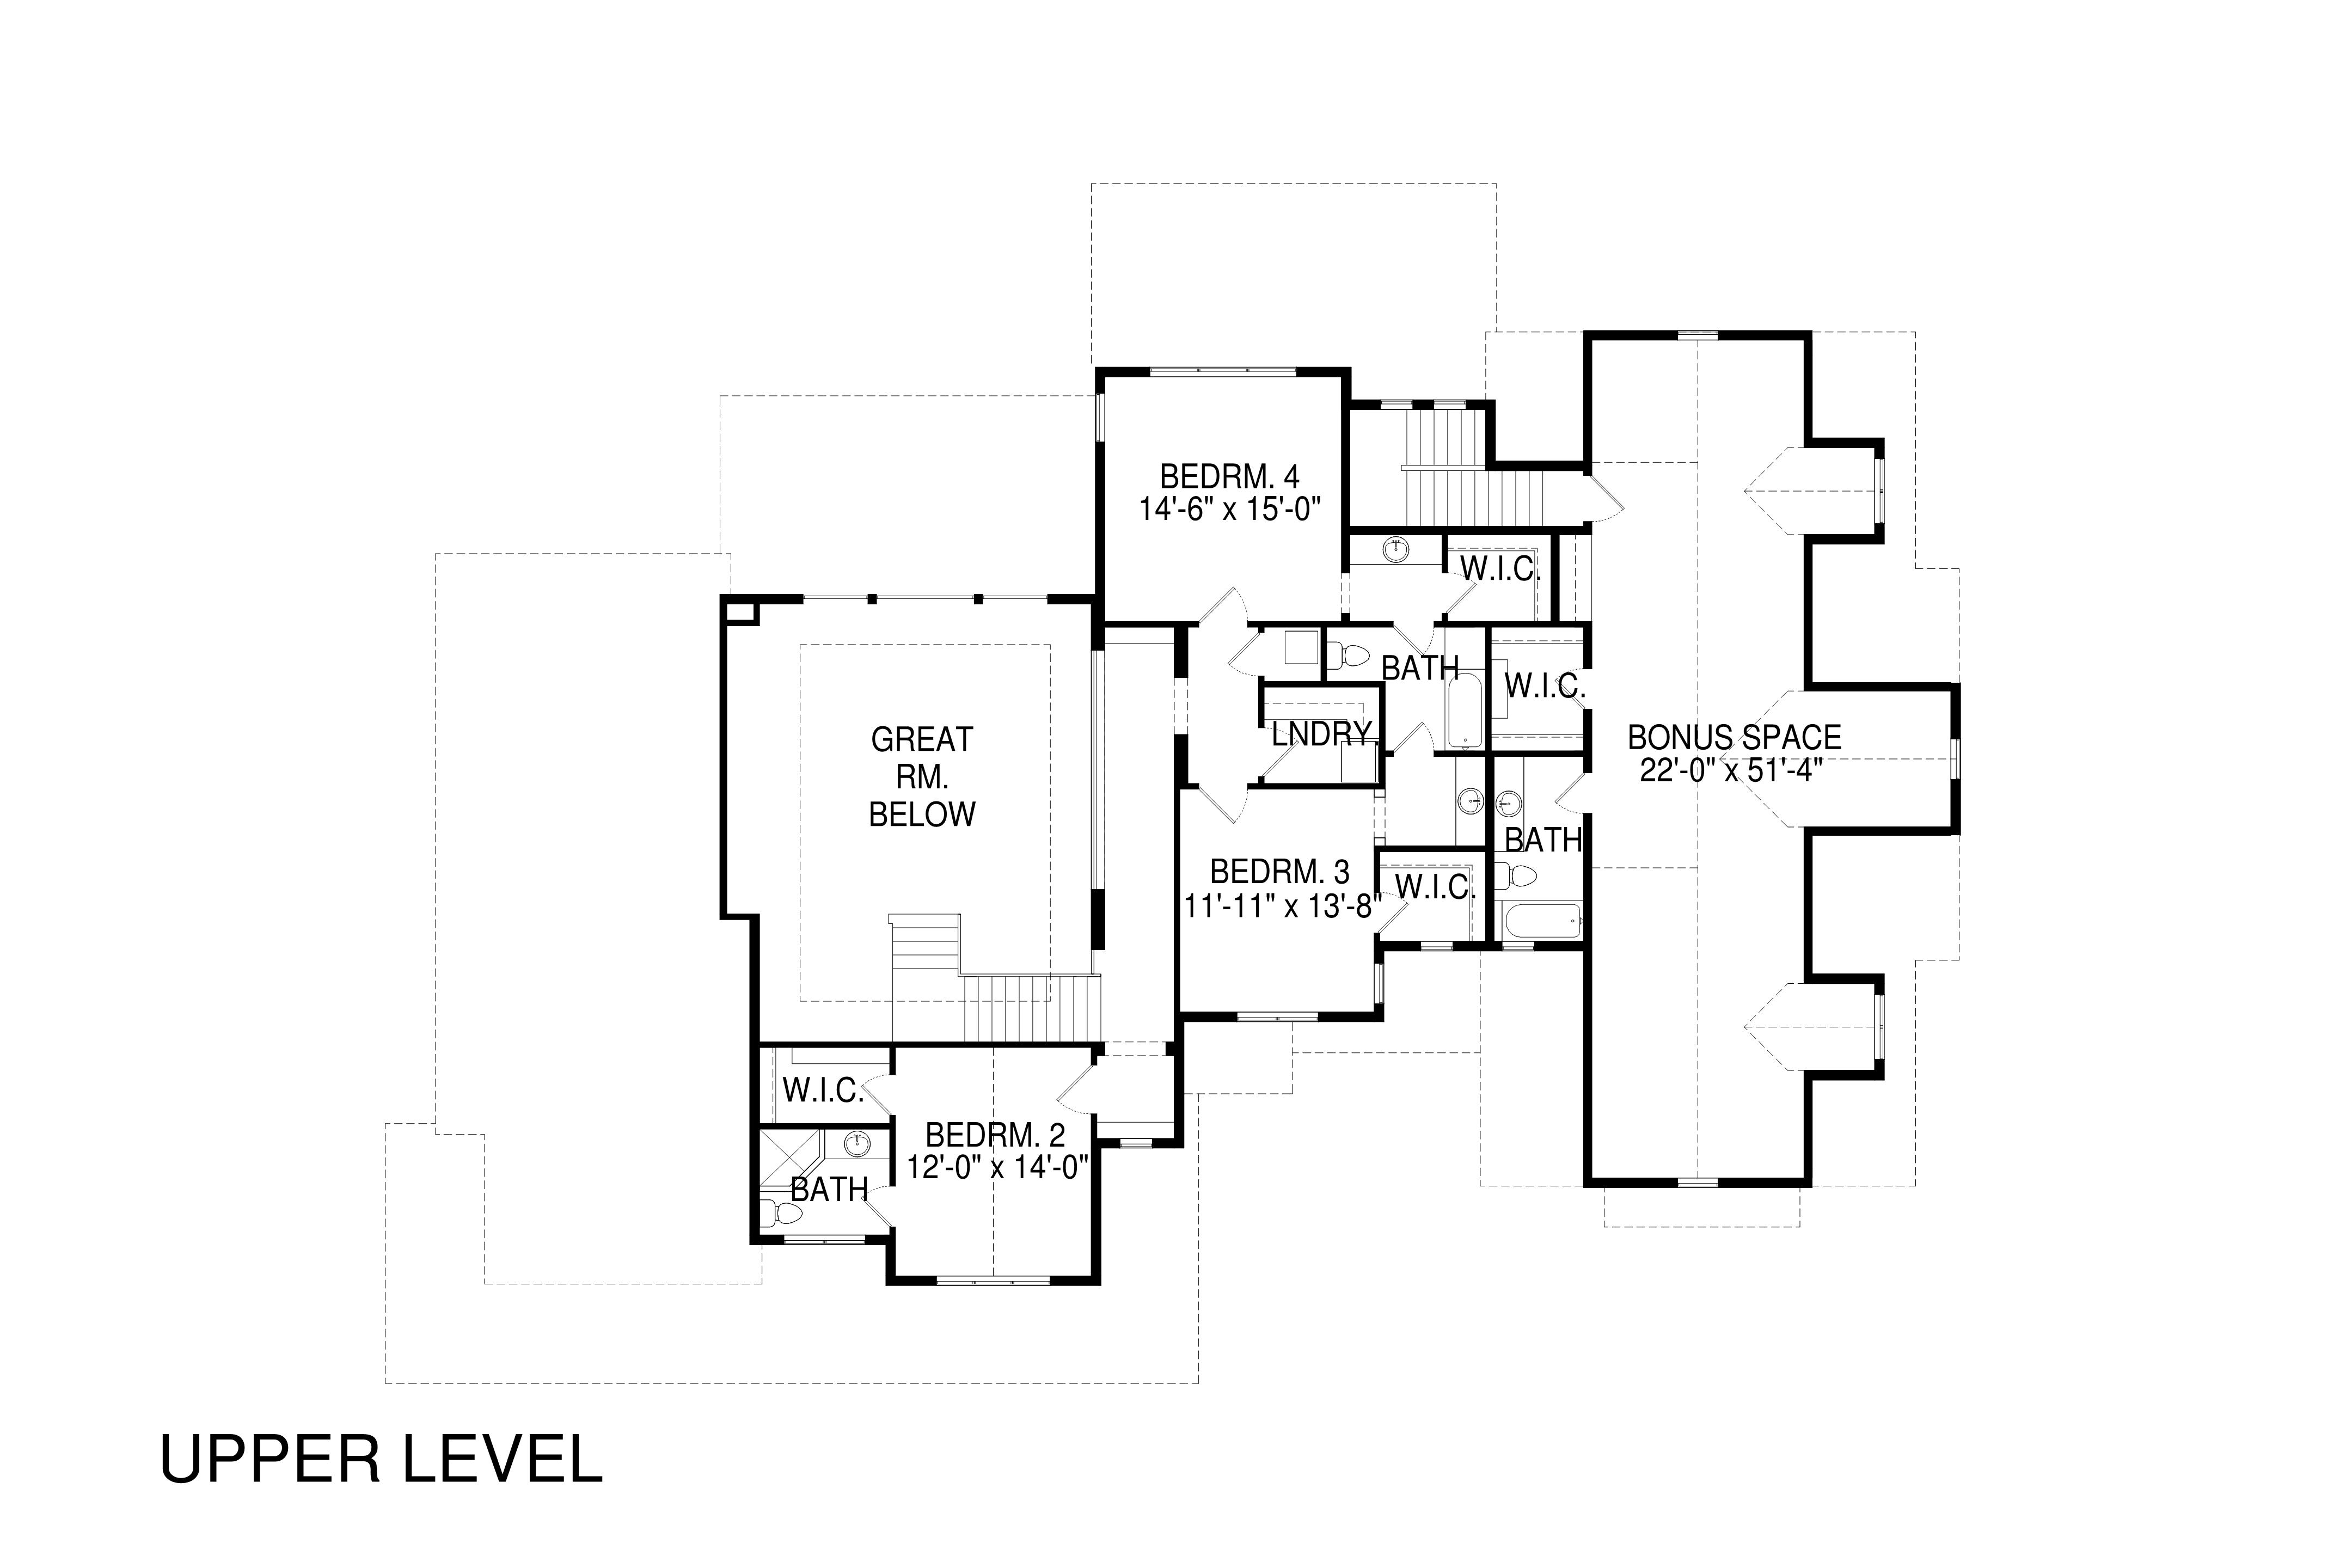 BEDRM. 4
14'-6" x 15'-0"
W.I.C.
BATH
W.I.C.
LNDRY
GREAT
RM.
BELOW
BONUS SPACE
22'-0" x 51'-4"
BATH
BEDRM. 3
11'-11" x 13'-8"
W.I.C.
W.I.C.
BEDRM. 2
12'-0" x 14'-0"
BATH
UPPER LEVEL